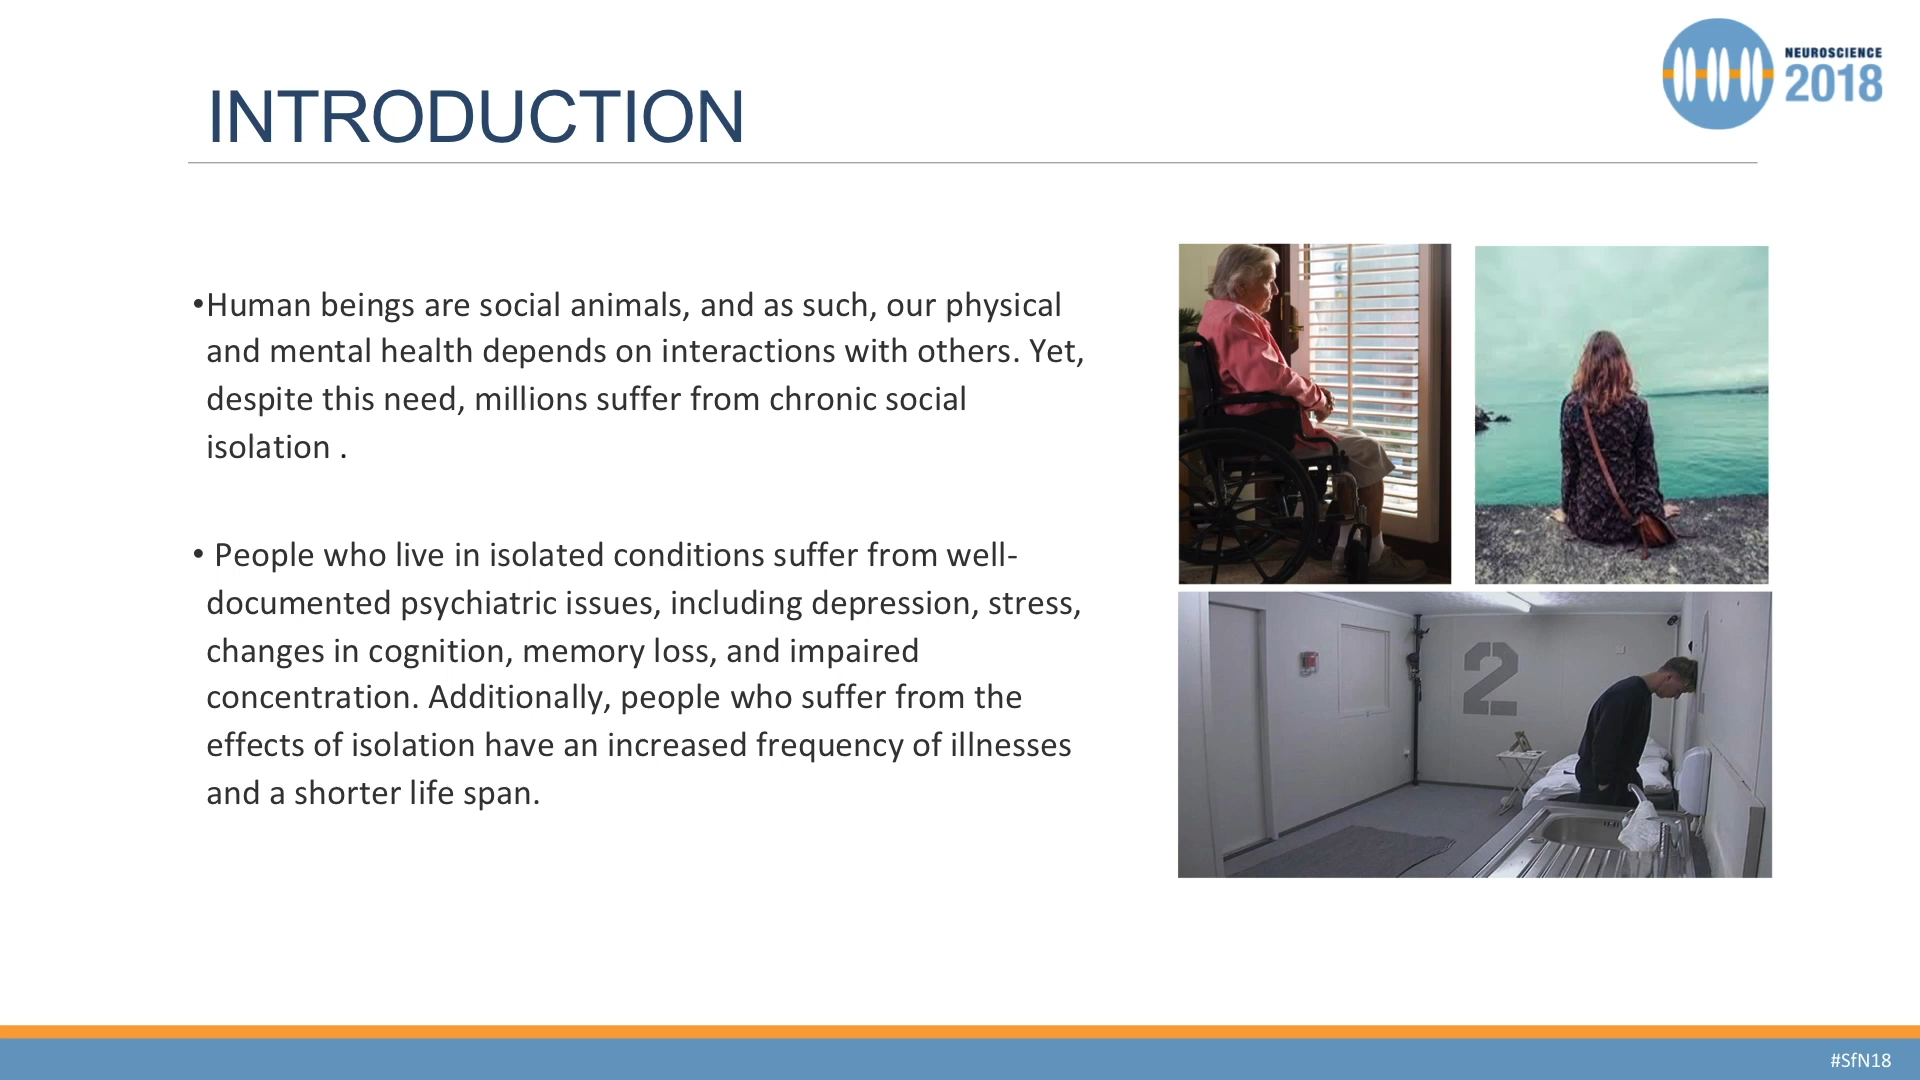 NEUROSCIENCE
2018
INTRODUCTION
•Human beings are social animals, and as such, our physical
and mental health depends on interactions with others. Yet,
despite this need, millions suffer from chronic social
isolation .
• People who live in isolated conditions suffer from well-
documented psychiatric issues, including depression, stress,
changes in cognition, memory loss, and impaired
concentration. Additionally, people who suffer from the
effects of isolation have an increased frequency of illnesses
and a shorter life span.
2
#SfN18